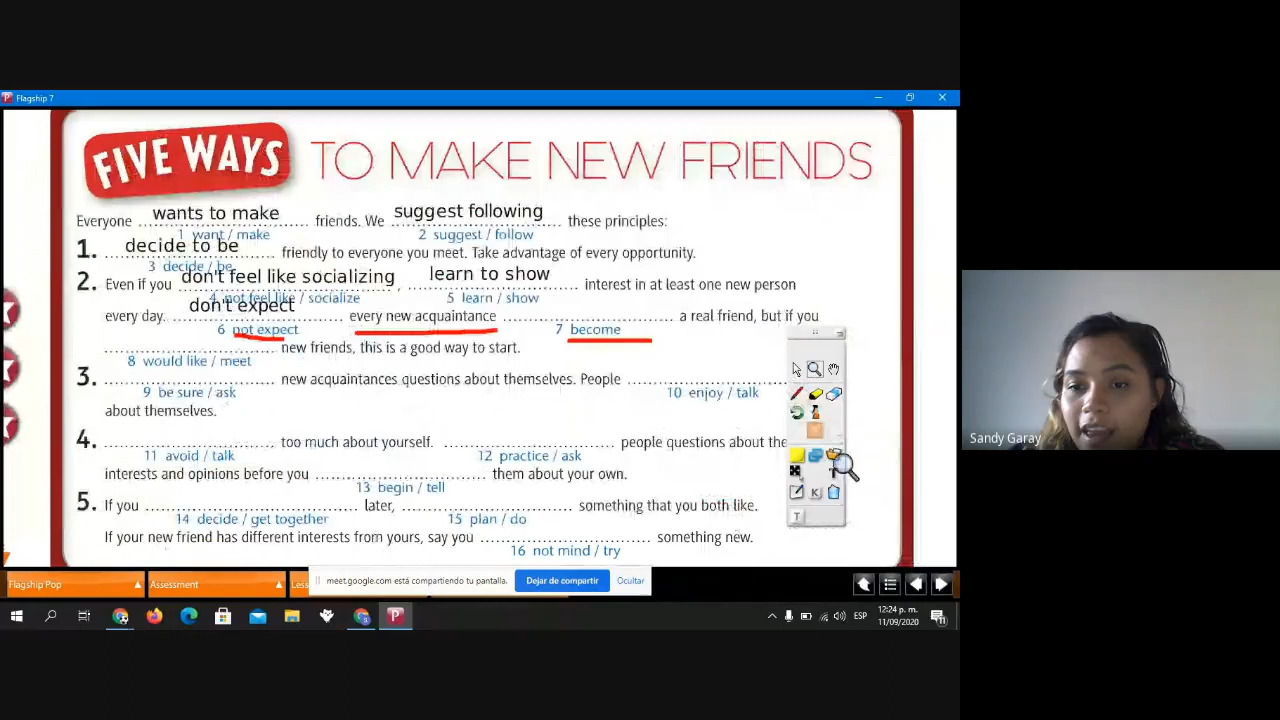 Flagship 7
FIVE WAYS TO MAKE NEW FRIENDS
Everyone wants to make friends. We suggest following these principles:
1 want / make 2 suggest / follow
1. decide to be friendly to everyone you meet. Take advantage of every opportunity.
3 decide / be
2. Even if you don't feel like socializing, learn to show interest in at least one new person
4 not feel like / socialize 5 learn / show
every day. don't expect every new acquaintance a real friend, but if you
6 not expect 7 become
new friends, this is a good way to start.
8 would like / meet
3. new acquaintances questions about themselves. People
9 be sure / ask 10 enjoy / talk
about themselves.
4. too much about yourself. people questions about the
11 avoid / talk 12 practice / ask
interests and opinions before you them about your own.
13 begin / tell
5. If you later, something that you both like.
14 decide / get together 15 plan / do
If your new friend has different interests from yours, say you something new.
16 not mind / try
Sandy Garay
Flagship Pop Assessment Les
meet.google.com está compartiendo tu pantalla. Dejar de compartir Ocultar
ESP 12:24 p. m.
11/09/2020